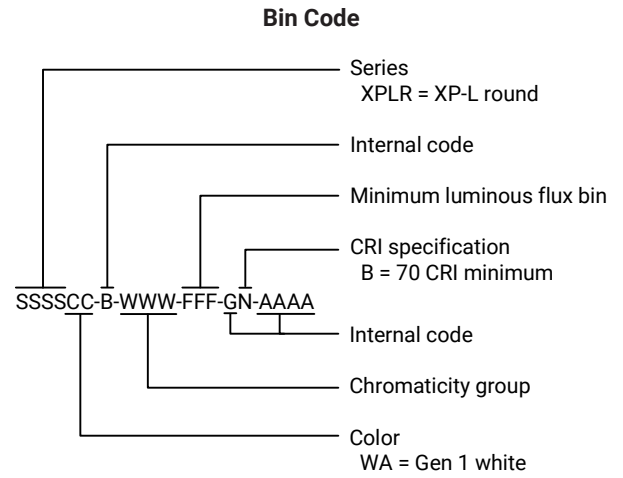 Bin Code
Series
XPLR = XP-L round
Internal code
Minimum luminous flux bin
CRI specification
B = 70 CRI minimum
SSSSCC-B-WWW-FFF-GN-AAAA
Internal code
Chromaticity group
Color
WA = Gen 1 white